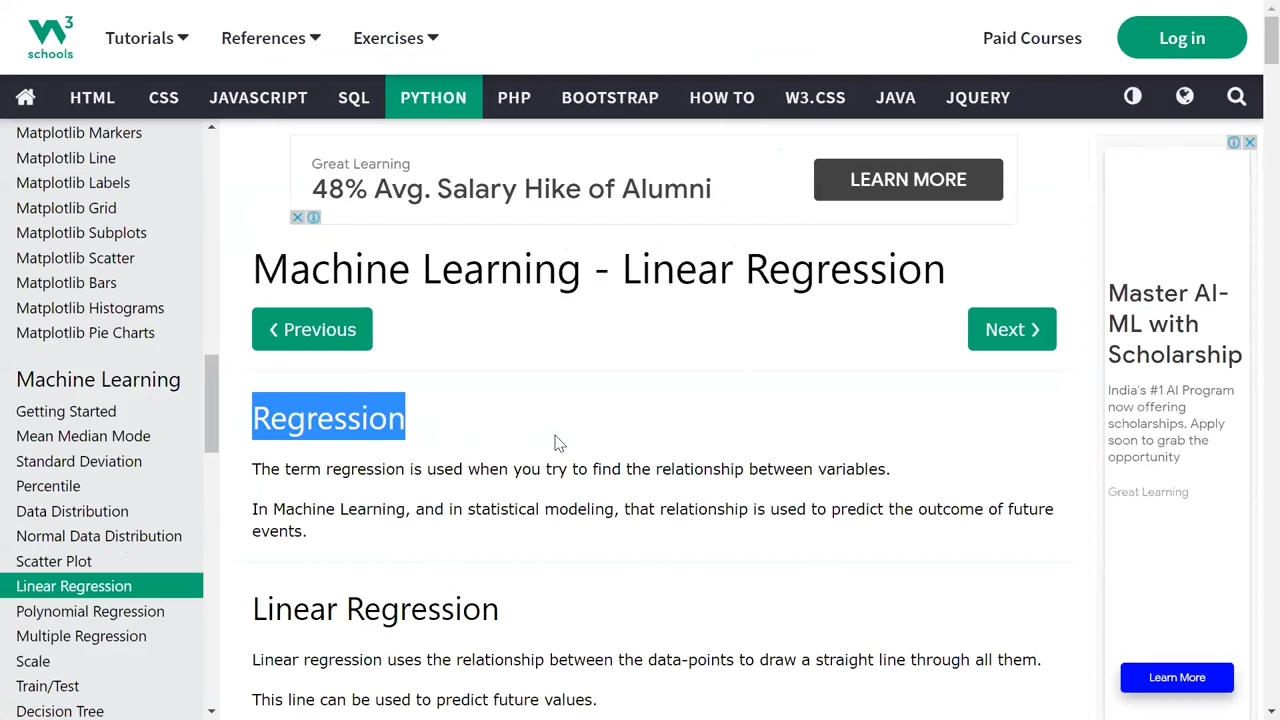 W3
schools
Tutorials
References
Exercises
Paid Courses
Log in
HTML
CSS
JAVASCRIPT
SQL
PYTHON
PHP
BOOTSTRAP
HOW TO
W3.CSS
JAVA
JQUERY
Matplotlib Markers
Matplotlib Line
Matplotlib Labels
Matplotlib Grid
Matplotlib Subplots
Matplotlib Scatter
Matplotlib Bars
Matplotlib Histograms
Matplotlib Pie Charts
Machine Learning
Getting Started
Mean Median Mode
Standard Deviation
Percentile
Data Distribution
Normal Data Distribution
Scatter Plot
Linear Regression
Polynomial Regression
Multiple Regression
Scale
Train/Test
Decision Tree
Great Learning
48% Avg. Salary Hike of Alumni
LEARN MORE
Machine Learning - Linear Regression
❮ Previous
Next ❯
Regression
The term regression is used when you try to find the relationship between variables.
In Machine Learning, and in statistical modeling, that relationship is used to predict the outcome of future
events.
Linear Regression
Linear regression uses the relationship between the data-points to draw a straight line through all them.
This line can be used to predict future values.
Master AI-
ML with
Scholarship
India's #1 AI Program
now offering
scholarships. Apply
soon to grab the
opportunity
Great Learning
Learn More